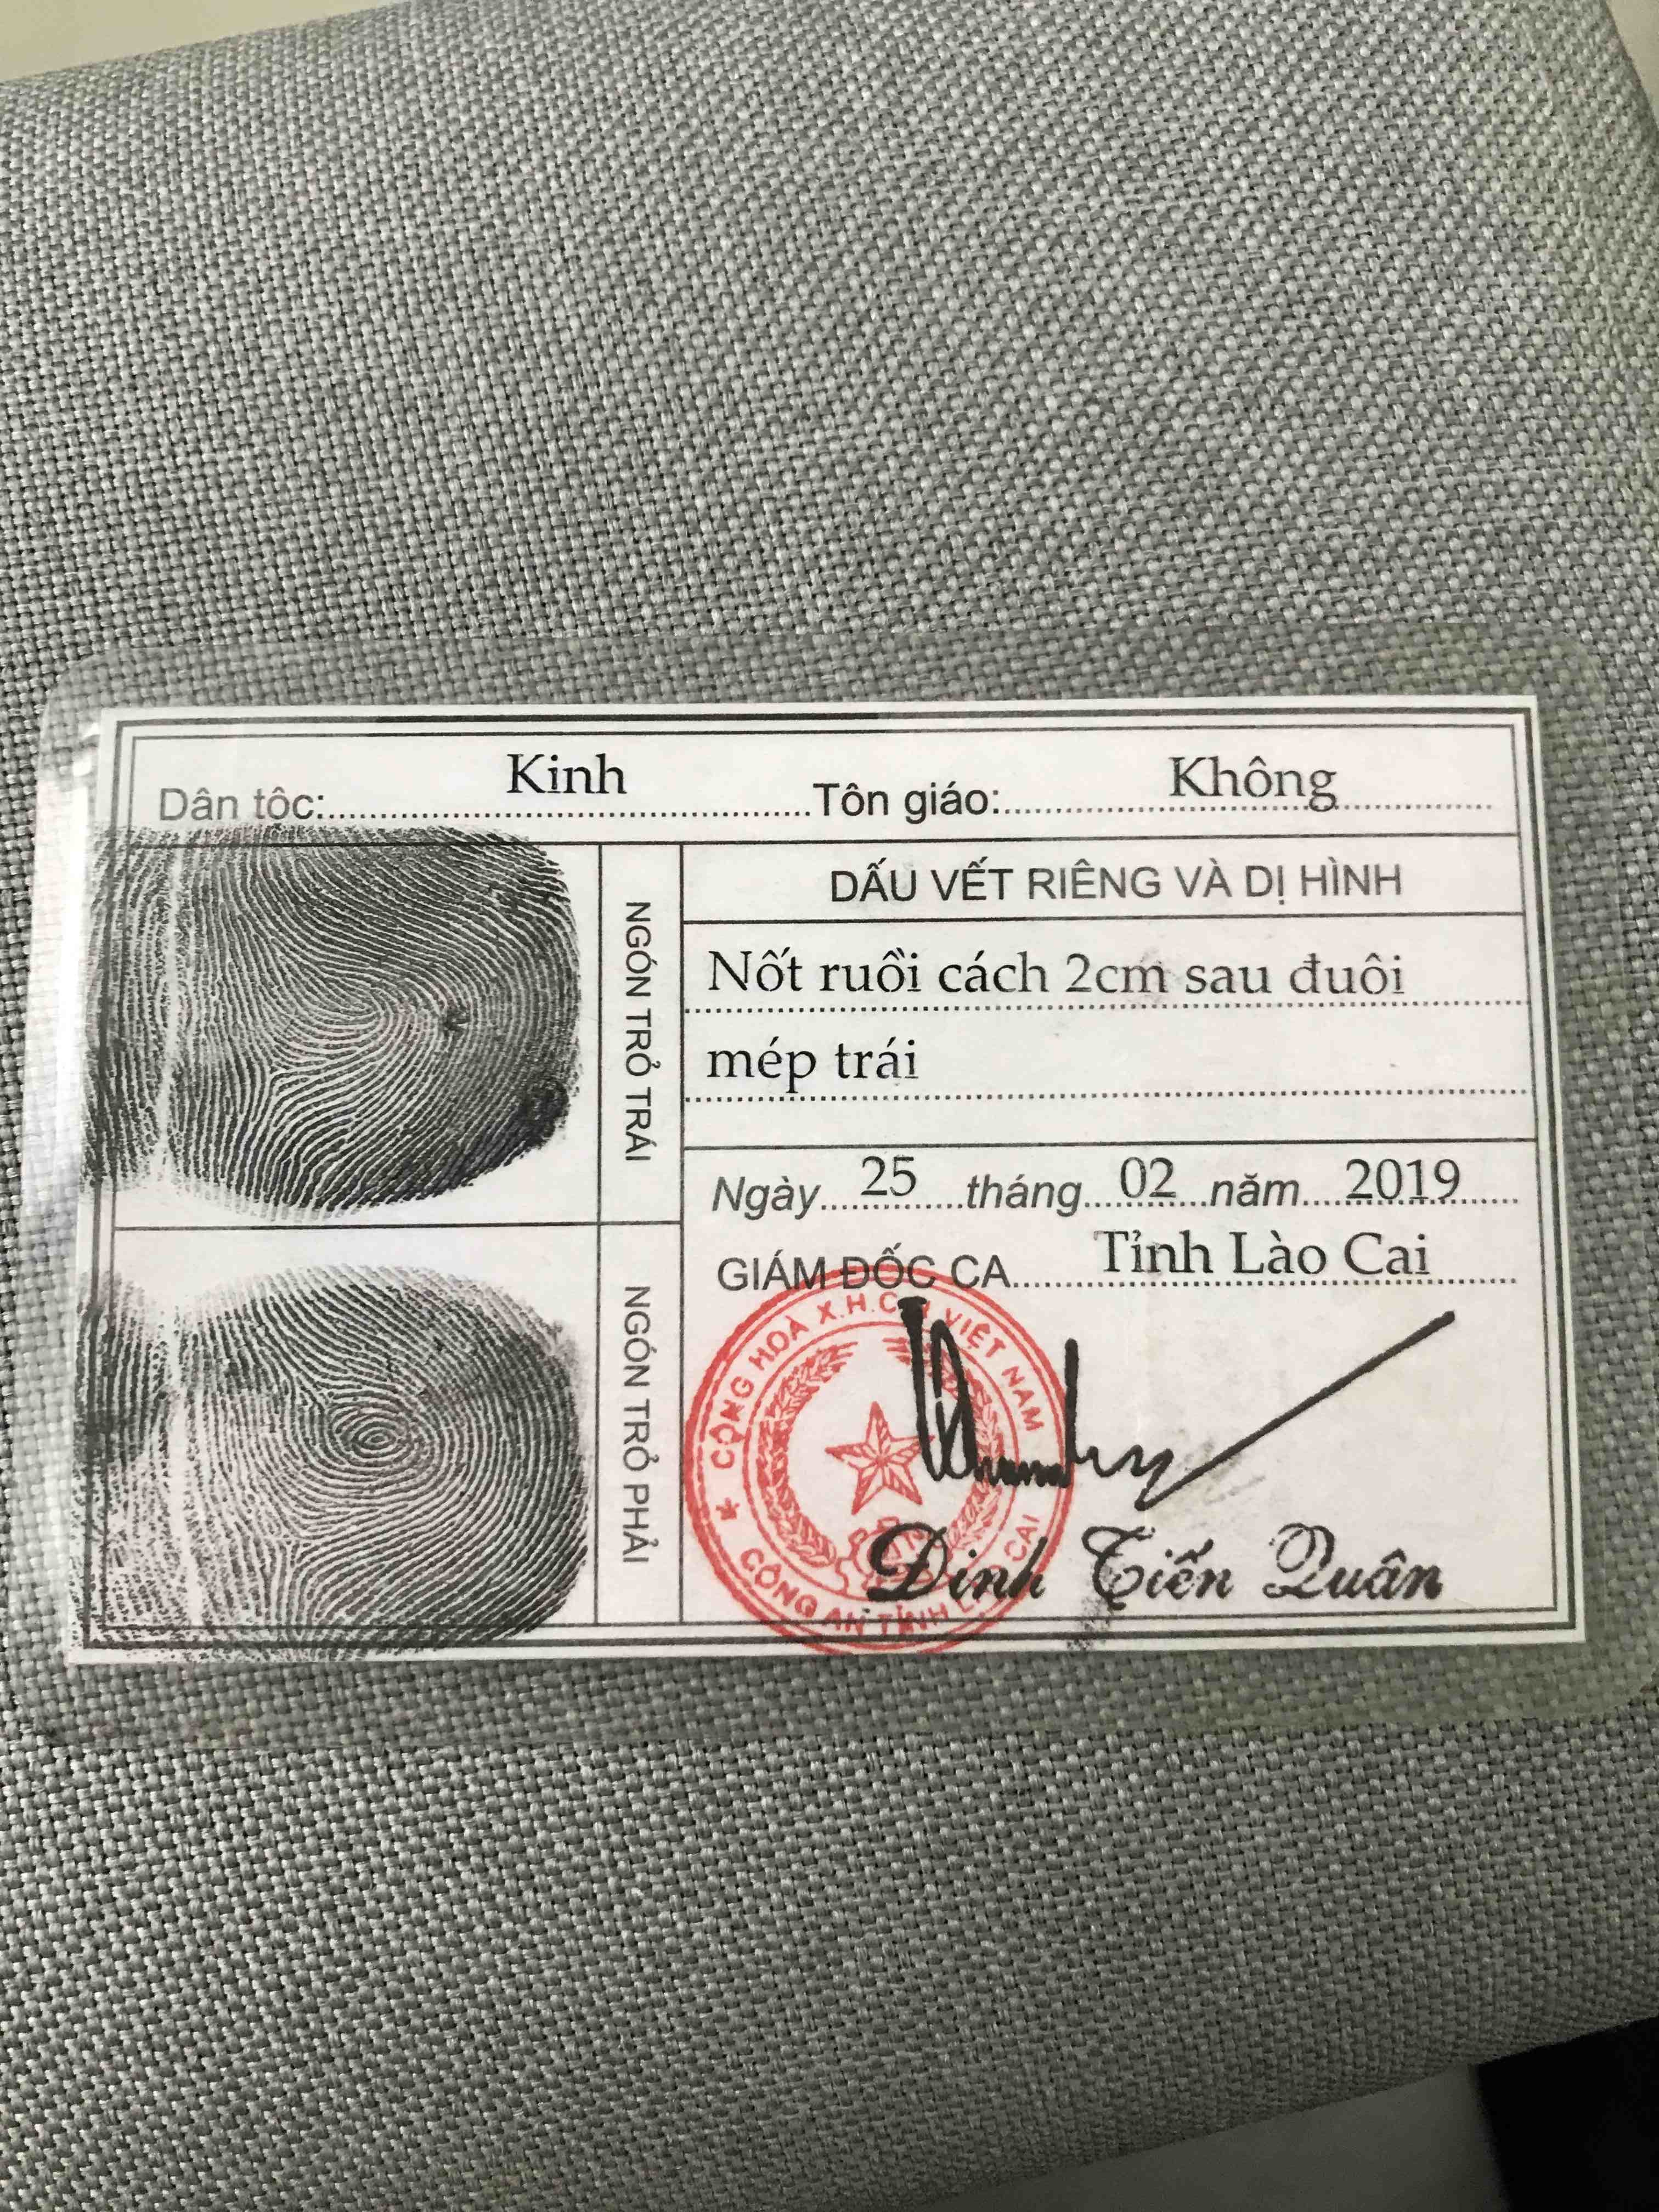 Dân tộc: Kinh Tôn giáo: Không
NGÓN TRỎ TRÁI
DẤU VẾT RIÊNG VÀ DỊ HÌNH
Nốt ruồi cách 2cm sau đuôi
mép trái
Ngày 25 tháng 02 năm 2019
GIÁM ĐỐC CA Tỉnh Lào Cai
NGÓN TRỎ PHẢI
CỘNG HOÀ X.H.C.N VIỆT NAM
CÔNG AN TỈNH LÀO CAI
Đinh Tiến Quân